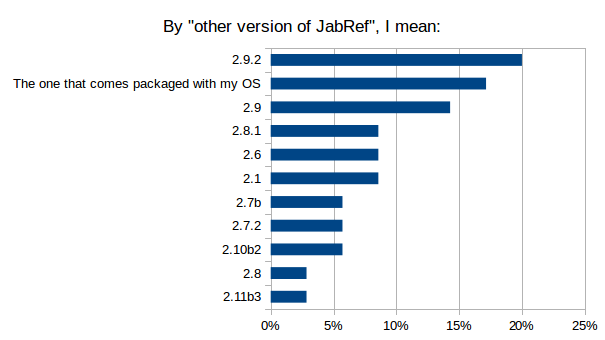 By "other version of JabRef", I mean:
2.9.2
The one that comes packaged with my OS
2.9
2.8.1
2.6
2.1
2.7b
2.7.2
2.10b2
2.8
2.11b3
0% 5% 10% 15% 20% 25%